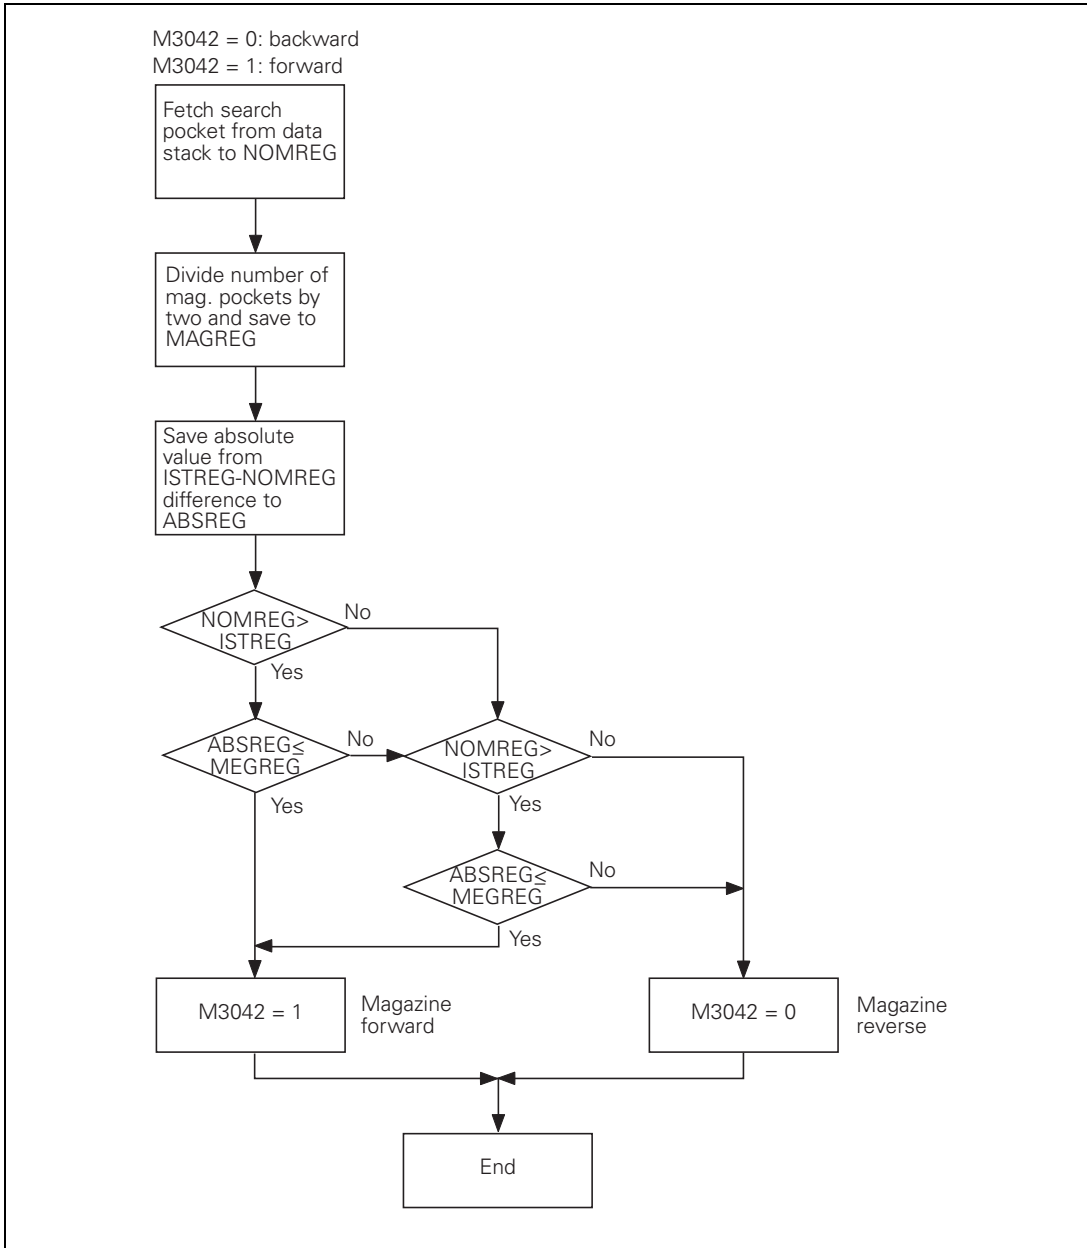 M3042 = 0: backward
M3042 = 1: forward
Fetch search
pocket from data
stack to NOMREG
Divide number of
mag. pockets by
two and save to
MAGREG
Save absolute
value from
ISTREG-NOMREG
difference to
ABSREG
NOMREG>
ISTREG
No
Yes
ABSREG≤
MEGREG
No
Yes
NOMREG>
ISTREG
No
Yes
ABSREG≤
MEGREG
No
Yes
M3042 = 1
Magazine
forward
M3042 = 0
Magazine
reverse
End